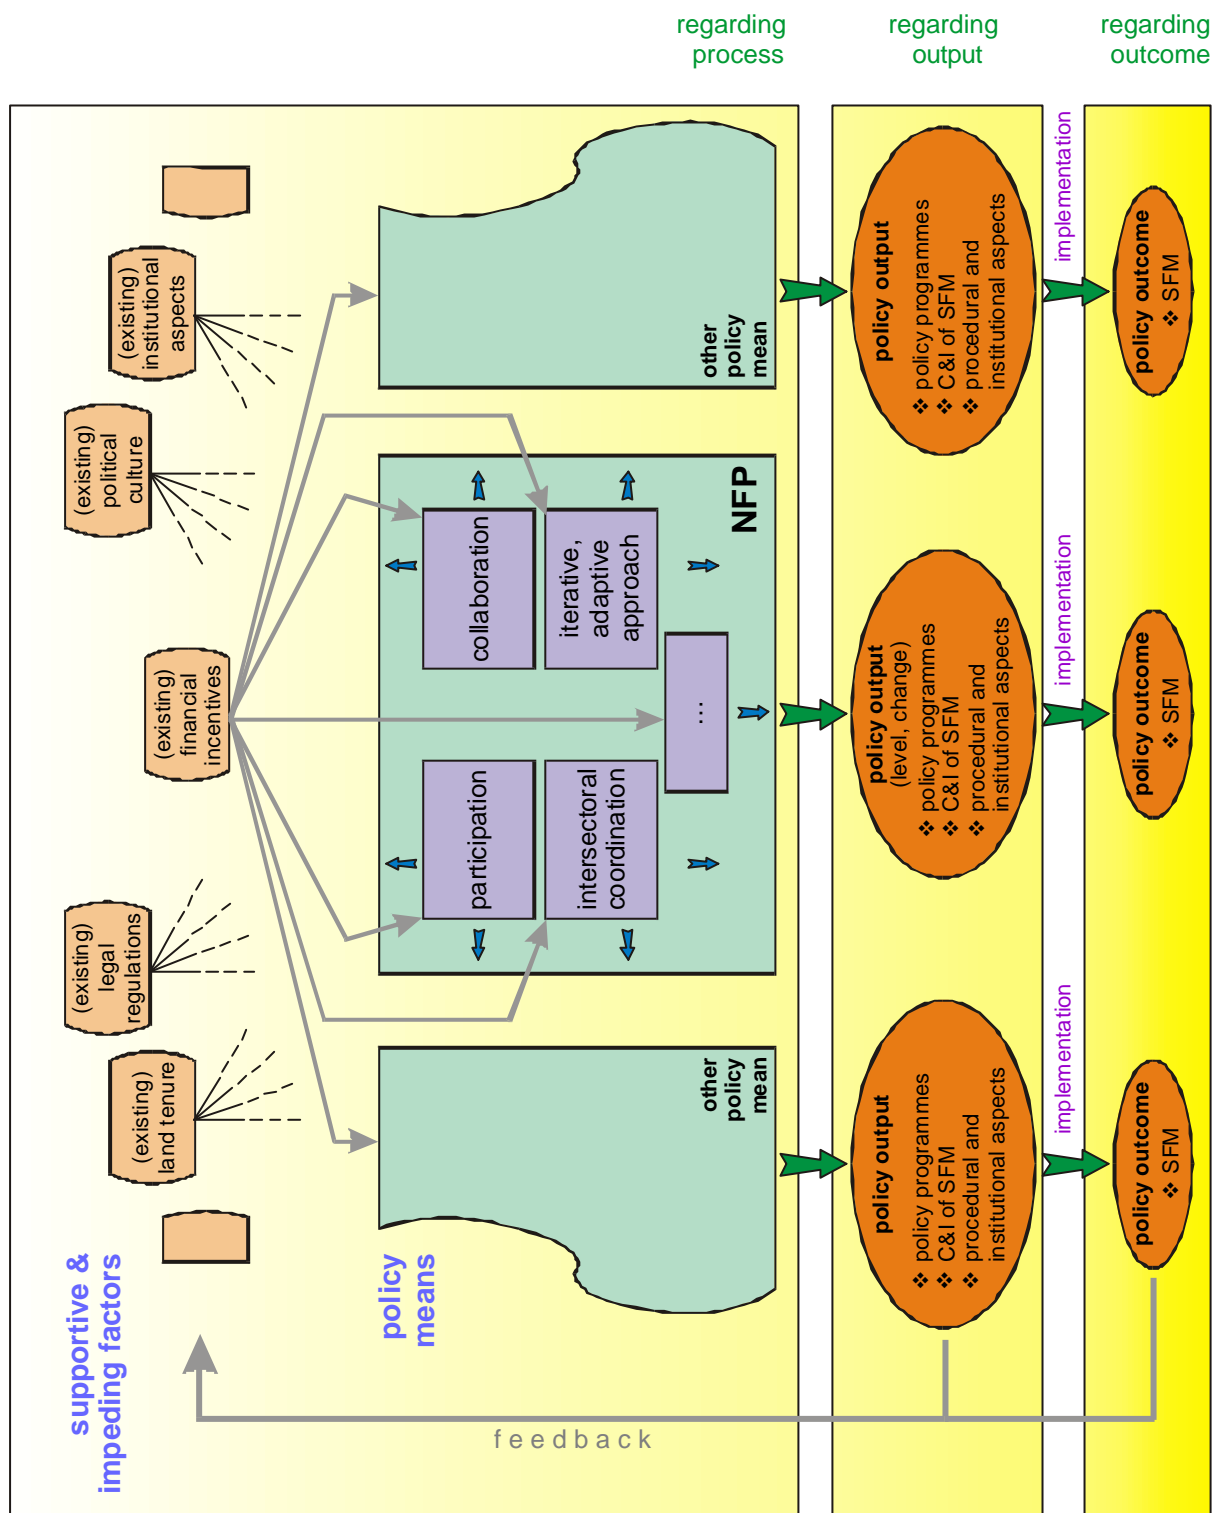 regarding
process
regarding
output
regarding
outcome
supportive &
impeding factors
(existing)
land tenure
(existing)
legal
regulations
(existing)
financial
incentives
(existing)
political
culture
(existing)
institutional
aspects
policy
means
other
policy
mean
participation
collaboration
intersectoral
coordination
iterative,
adaptive
approach
...
NFP
other
policy
mean
policy output
❖ policy programmes
❖ C&I of SFM
❖ procedural and
institutional aspects
policy output
(level, change)
❖ policy programmes
❖ C&I of SFM
❖ procedural and
institutional aspects
policy output
❖ policy programmes
❖ C&I of SFM
❖ procedural and
institutional aspects
implementation
implementation
implementation
policy outcome
❖ SFM
policy outcome
❖ SFM
policy outcome
❖ SFM
feedback